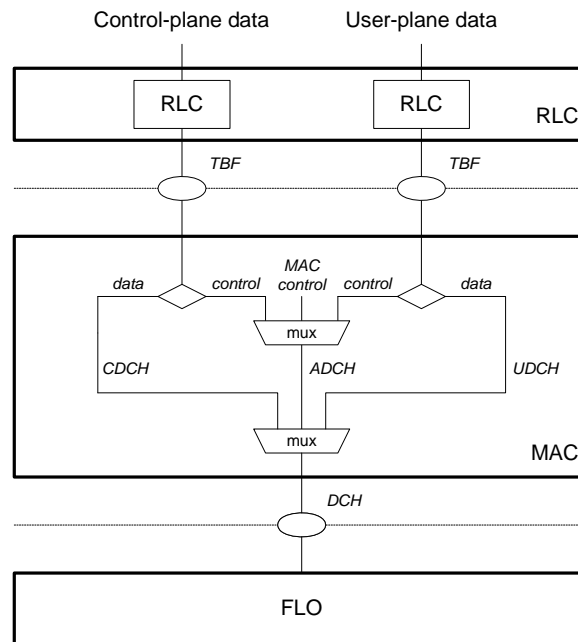 Control-plane data
User-plane data
RLC
RLC
RLC
TBF
TBF
data
control
MAC
control
control
data
mux
CDCH
ADCH
UDCH
mux
MAC
DCH
FLO